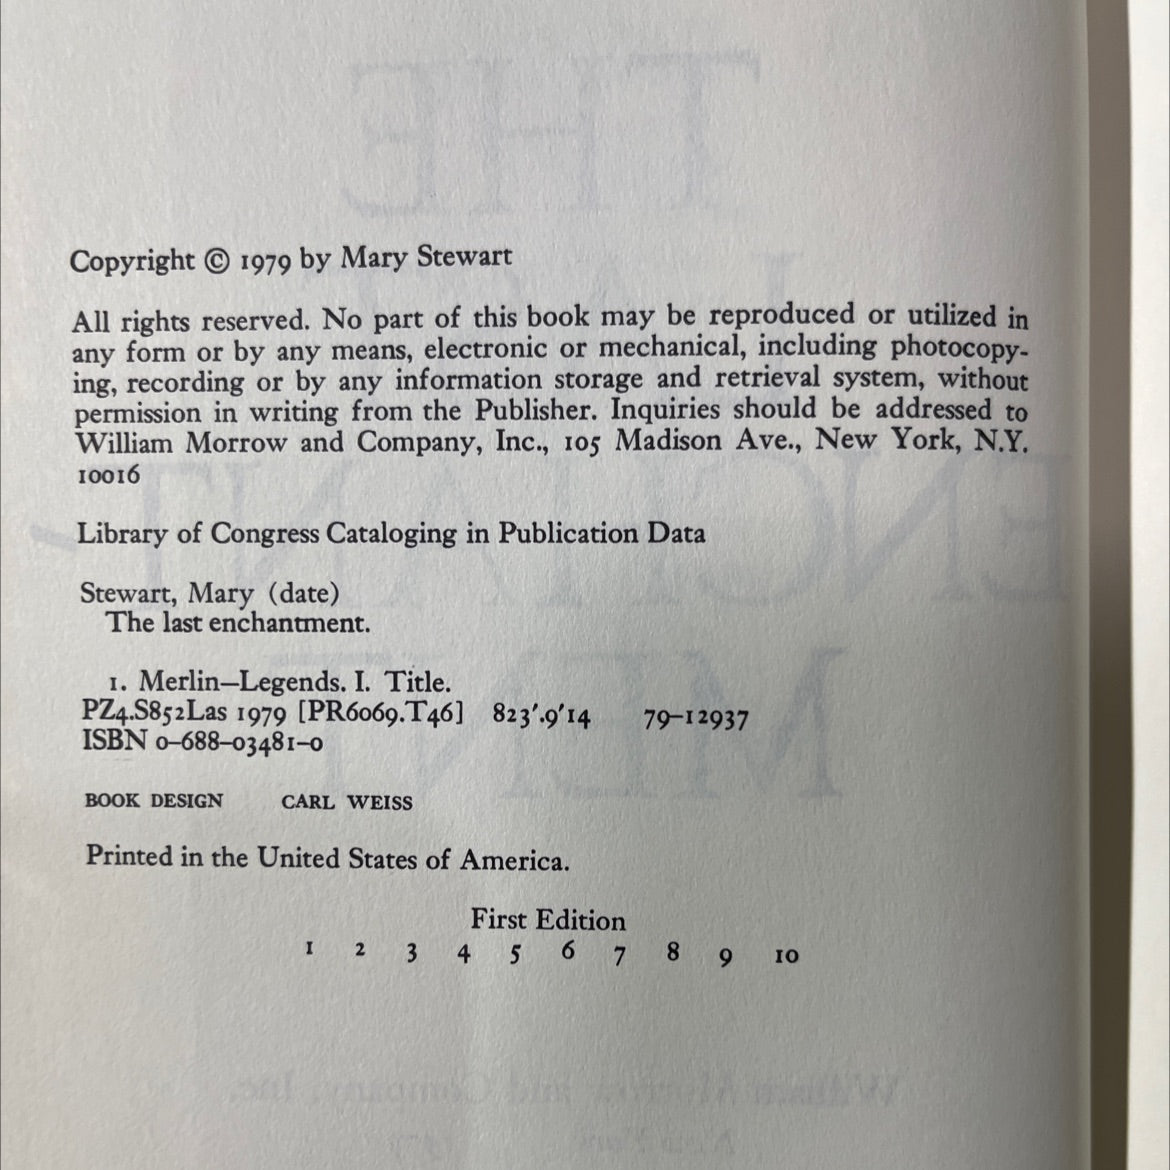 Copyright © 1979 by Mary Stewart
All rights reserved. No part of this book may be reproduced or utilized in
any form or by any means, electronic or mechanical, including photocopy-
ing, recording or by any information storage and retrieval system, without
permission in writing from the Publisher. Inquiries should be addressed to
William Morrow and Company, Inc., 105 Madison Ave., New York, N.Y.
10016
Library of Congress Cataloging in Publication Data
Stewart, Mary (date)
The last enchantment.
1. Merlin—Legends. I. Title.
PZ4.S852Las 1979 [PR6069.T46] 823'.9'14 79–12937
ISBN 0–688–03481–0
BOOK DESIGN CARL WEISS
Printed in the United States of America.
First Edition
1 2 3 4 5 6 7 8 9 10